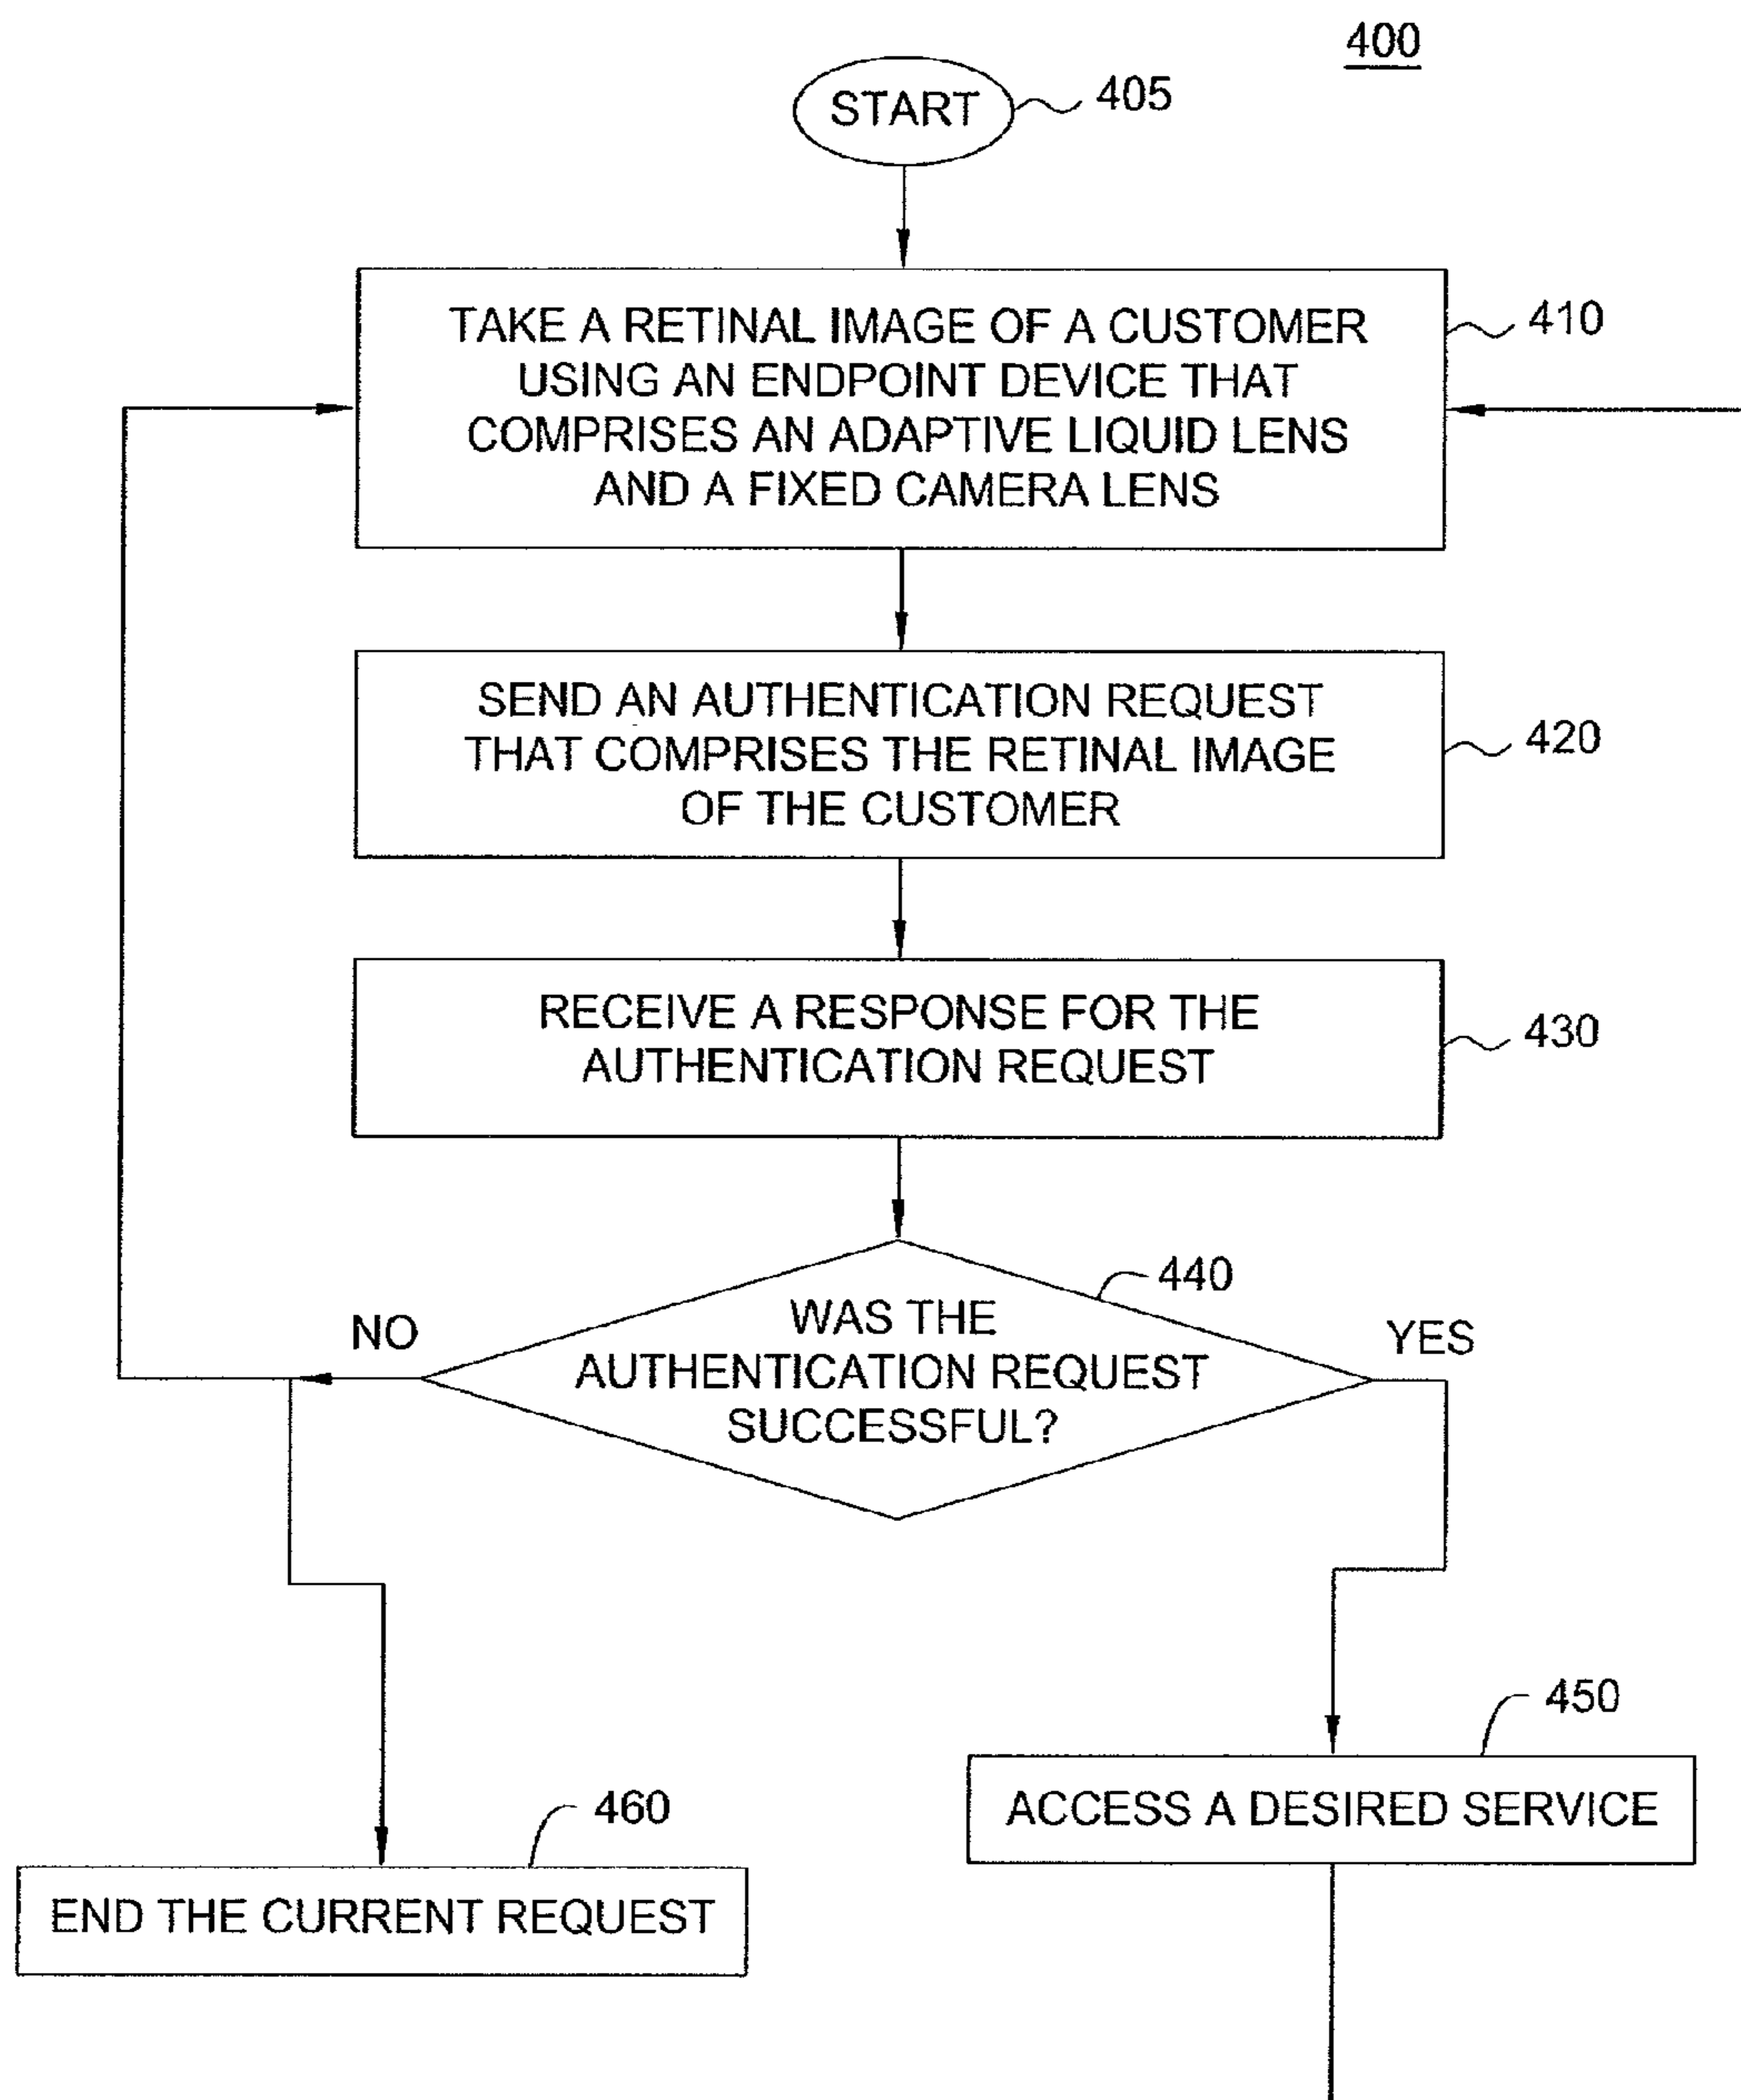 400
START
405
TAKE A RETINAL IMAGE OF A CUSTOMER
USING AN ENDPOINT DEVICE THAT
COMPRISES AN ADAPTIVE LIQUID LENS
AND A FIXED CAMERA LENS
410
SEND AN AUTHENTICATION REQUEST
THAT COMPRISES THE RETINAL IMAGE
OF THE CUSTOMER
420
RECEIVE A RESPONSE FOR THE
AUTHENTICATION REQUEST
430
440
WAS THE
AUTHENTICATION REQUEST
SUCCESSFUL?
NO
YES
450
ACCESS A DESIRED SERVICE
460
END THE CURRENT REQUEST